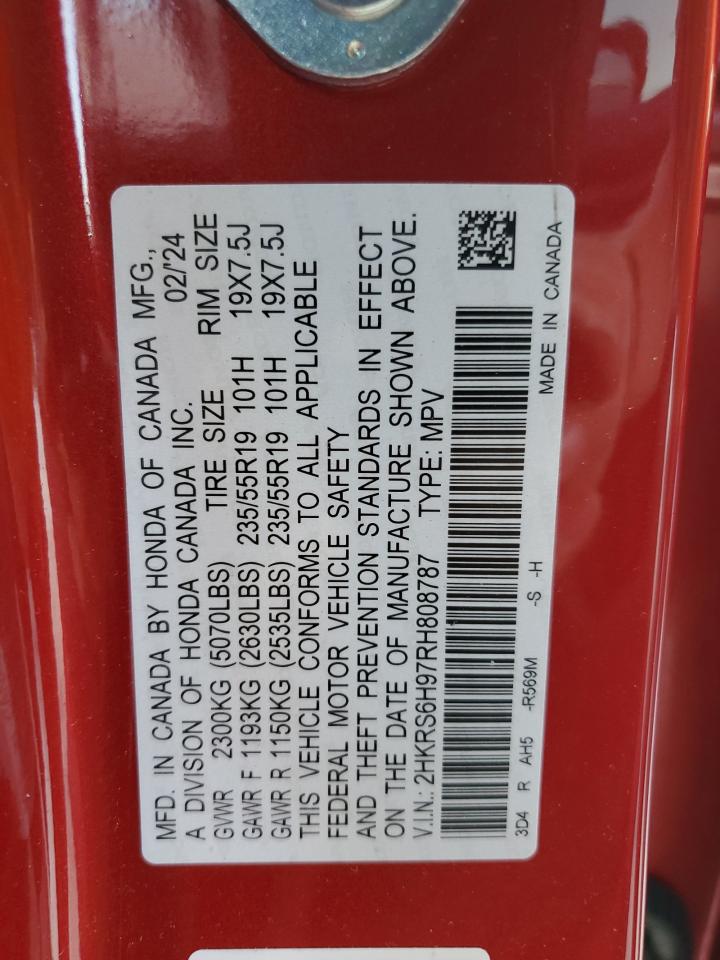 MFD. IN CANADA BY HONDA OF CANADA MFG.,
A DIVISION OF HONDA CANADA INC. 02/'24
GVWR 2300KG (5070LBS) TIRE SIZE RIM SIZE
GAWR F 1193KG (2630LBS) 235/55R19 101H 19X7.5J
GAWR R 1150KG (2535LBS) 235/55R19 101H 19X7.5J
THIS VEHICLE CONFORMS TO ALL APPLICABLE
FEDERAL MOTOR VEHICLE SAFETY
AND THEFT PREVENTION STANDARDS IN EFFECT
ON THE DATE OF MANUFACTURE SHOWN ABOVE.
V.I.N.: 2HKRS6H97RH808787 TYPE: MPV
3D4 R AH5 -R569M -S -H
MADE IN CANADA